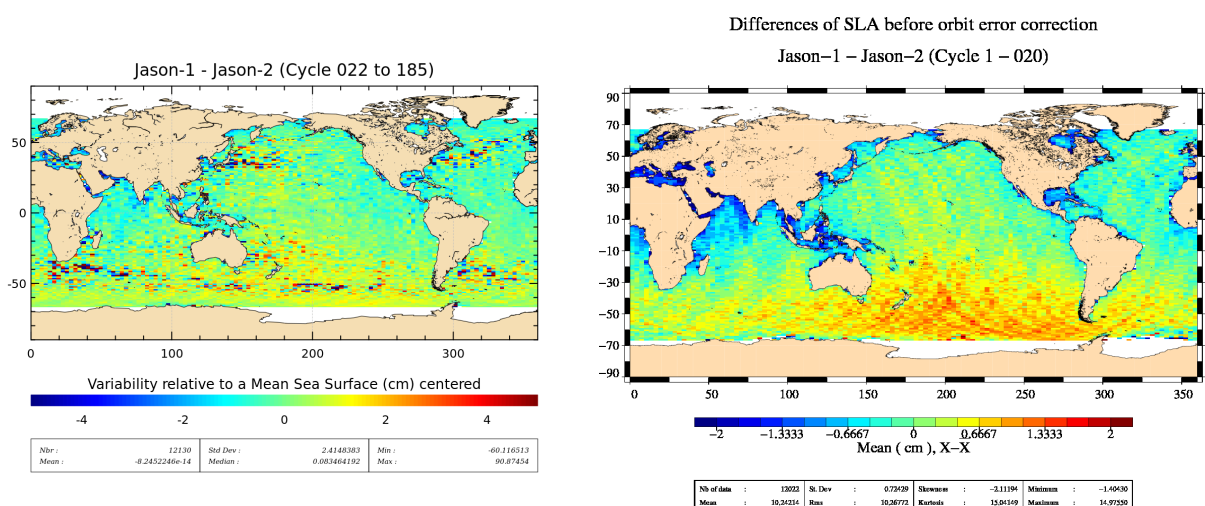 Jason-1 - Jason-2 (Cycle 022 to 185)
50
0
-50
0 100 200 300
Variability relative to a Mean Sea Surface (cm) centered
-4 -2 0 2 4
Nbr : 12130 Std Dev : 2.4148383 Min : -60.116513
Mean : -8.2452246e-14 Median : 0.083464192 Max : 90.87454
Differences of SLA before orbit error correction
Jason−1 − Jason−2 (Cycle 1 − 020)
90
70
50
30
10
−10
−30
−50
−70
−90
0 50 100 150 200 250 300 350
−2 −1.3333 −0.6667 0 0.6667 1.3333 2
Mean ( cm ), X−X
Nb of data : 12022 St. Dev : 0.72429 Skewness : −2.11194 Minimum : −1.40430
Mean : 10.24214 Rms : 10.26772 Kurtosis : 15.04149 Maximum : 14.97550